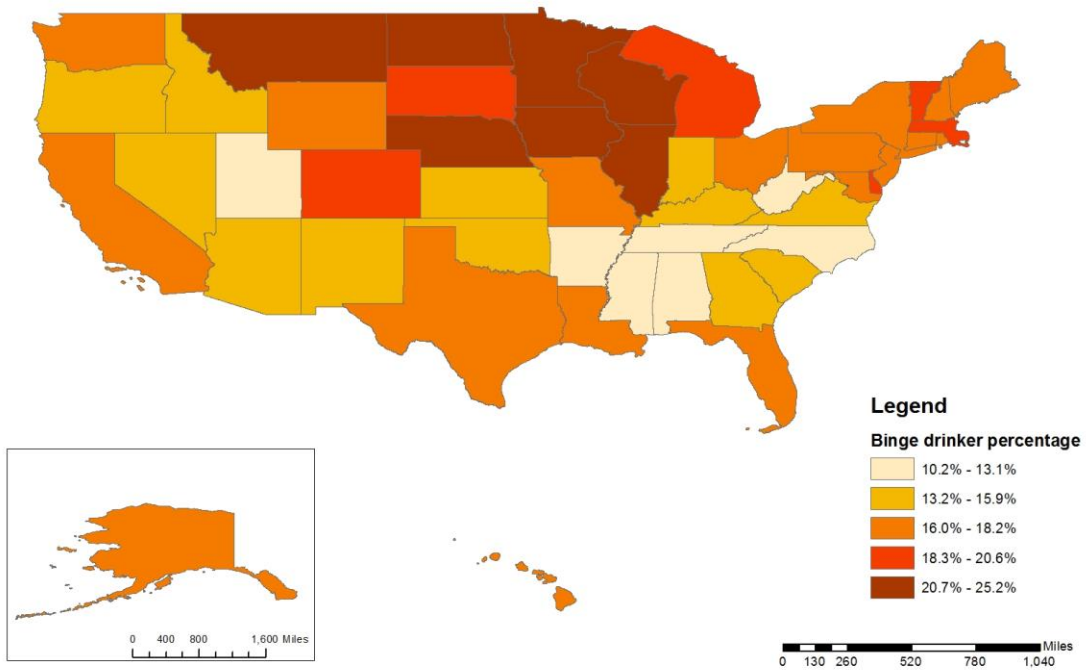 Legend
Binge drinker percentage
10.2% - 13.1%
13.2% - 15.9%
16.0% - 18.2%
18.3% - 20.6%
20.7% - 25.2%
0 400 800 1,600 Miles
Miles
0 130 260 520 780 1,040